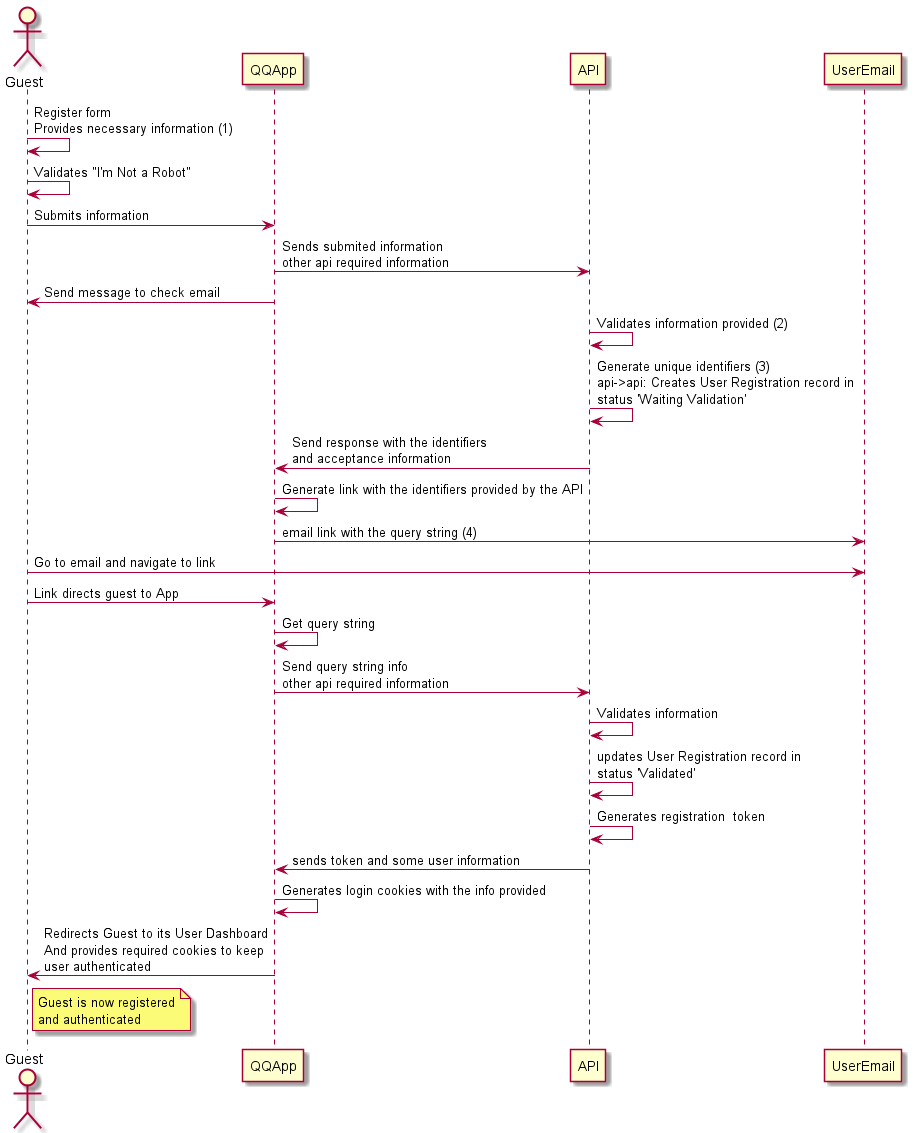 Guest
QQApp
API
UserEmail
Register form
Provides necessary information (1)
Validates "I'm Not a Robot"
Submits information
Sends submited information
other api required information
Send message to check email
Validates information provided (2)
Generate unique identifiers (3)
api->api: Creates User Registration record in
status 'Waiting Validation'
Send response with the identifiers
and acceptance information
Generate link with the identifiers provided by the API
email link with the query string (4)
Go to email and navigate to link
Link directs guest to App
Get query string
Send query string info
other api required information
Validates information
updates User Registration record in
status 'Validated'
Generates registration  token
sends token and some user information
Generates login cookies with the info provided
Redirects Guest to its User Dashboard
And provides required cookies to keep
user authenticated
Guest is now registered
and authenticated
Guest
QQApp
API
UserEmail